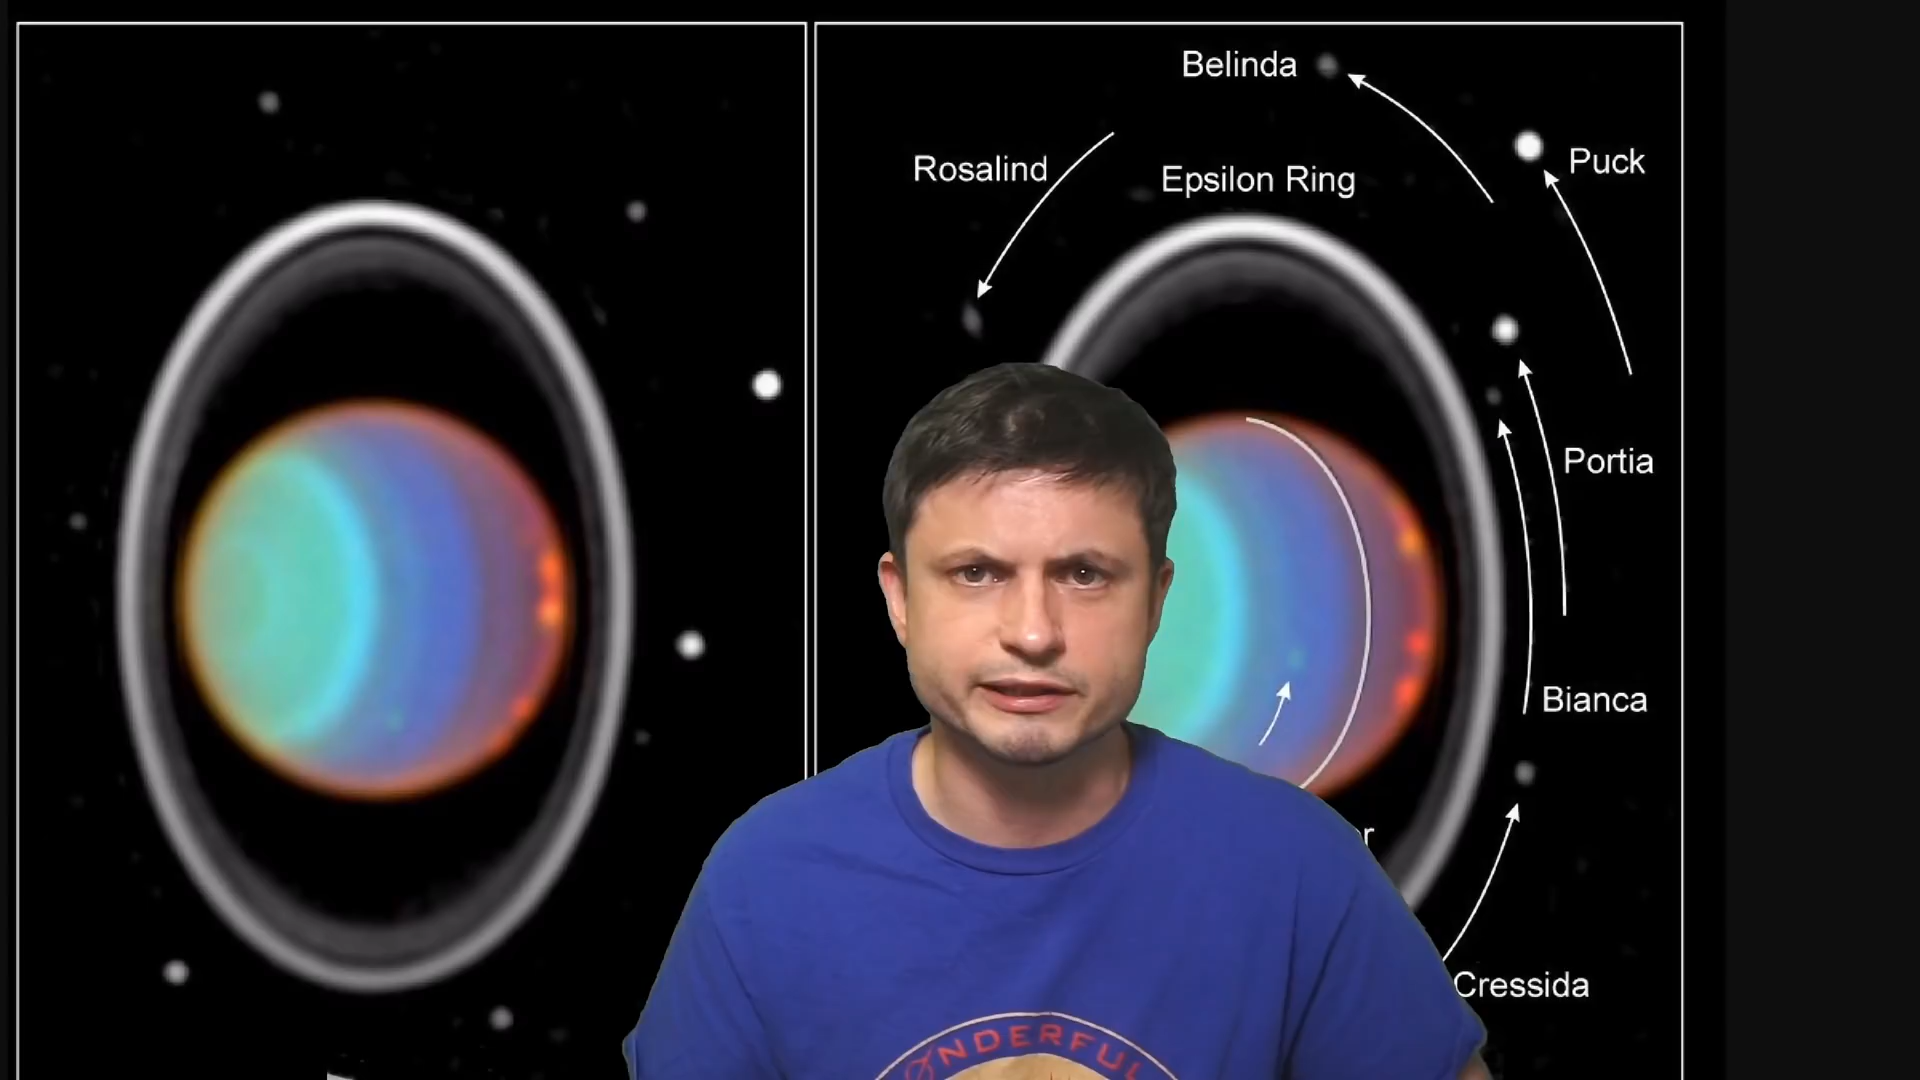 Belinda
Puck
Rosalind
Epsilon Ring
Portia
Bianca
Cressida